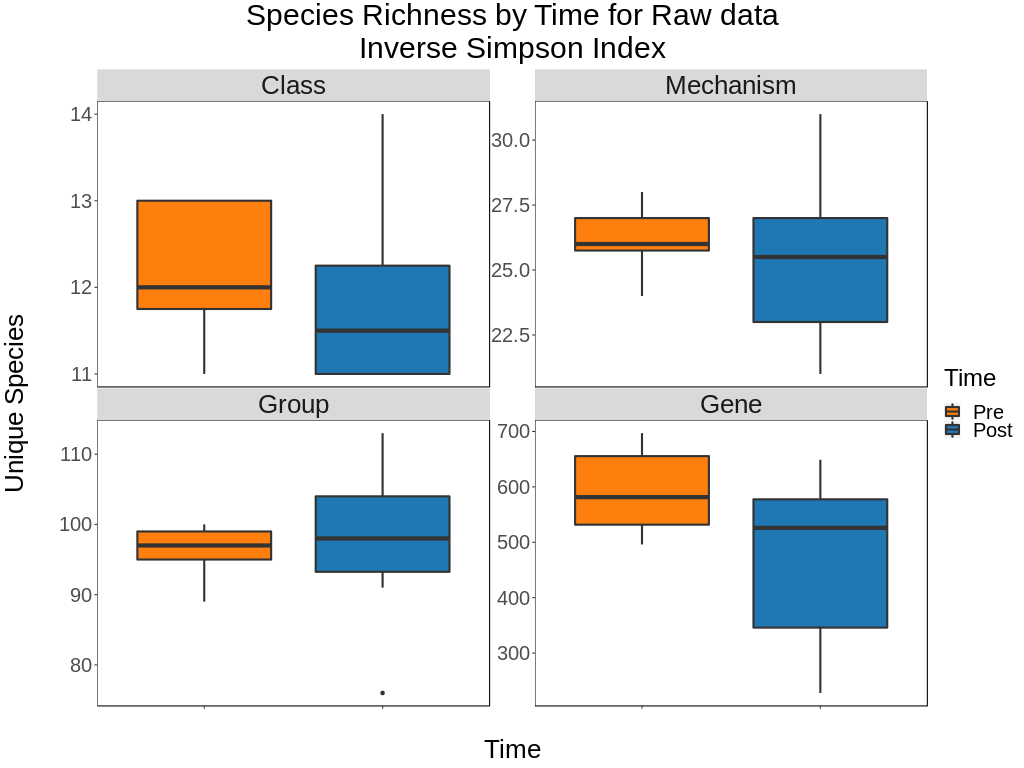 Species Richness by Time for Raw data
Inverse Simpson Index
Class
Mechanism
14
13
12
11
30.0
27.5
25.0
22.5
Group
Gene
110
100
90
80
700
600
500
400
300
Unique Species
Time
Time
Pre
Post